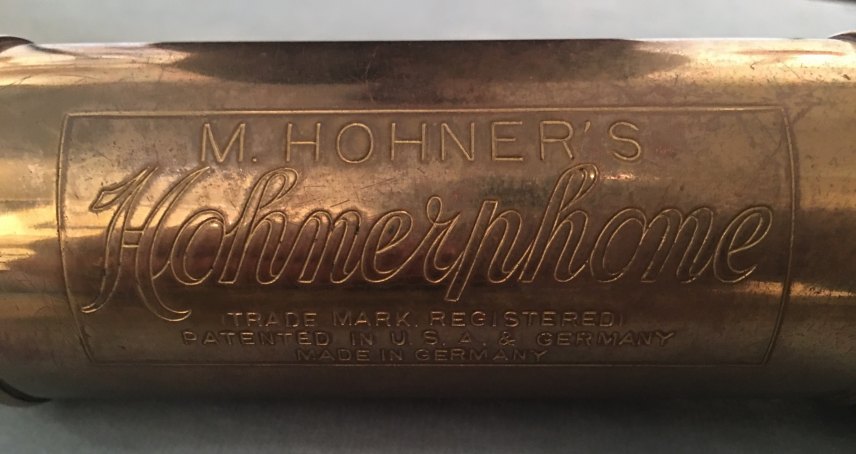 M. HOHNER'S
Hohnerphone
(TRADE MARK. REGISTERED)
PATENTED IN U.S.A. & GERMANY
MADE IN GERMANY